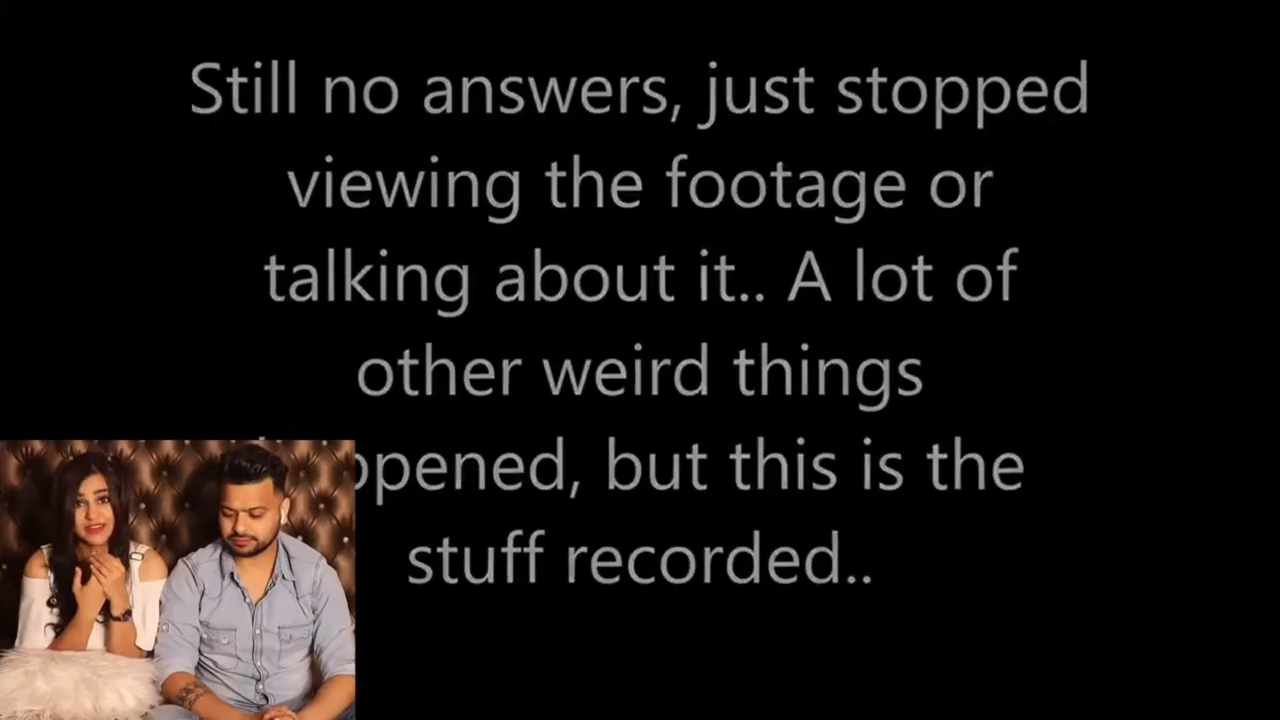 Still no answers, just stopped
viewing the footage or
talking about it.. A lot of
other weird things
but this is the
stuff recorded..